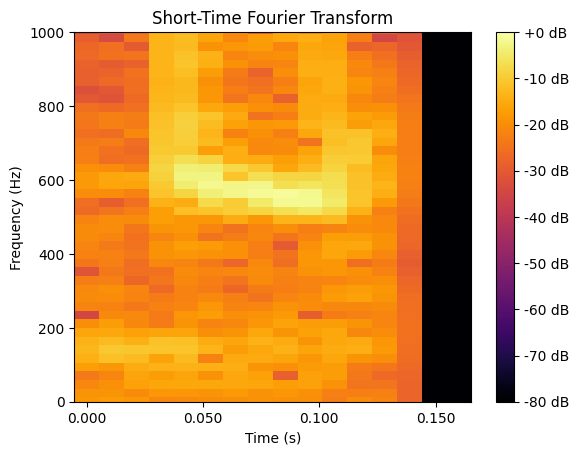 Short-Time Fourier Transform
1000
800
600
400
200
0
Frequency (Hz)
0.000
0.050
0.100
0.150
Time (s)
+0 dB
-10 dB
-20 dB
-30 dB
-40 dB
-50 dB
-60 dB
-70 dB
-80 dB